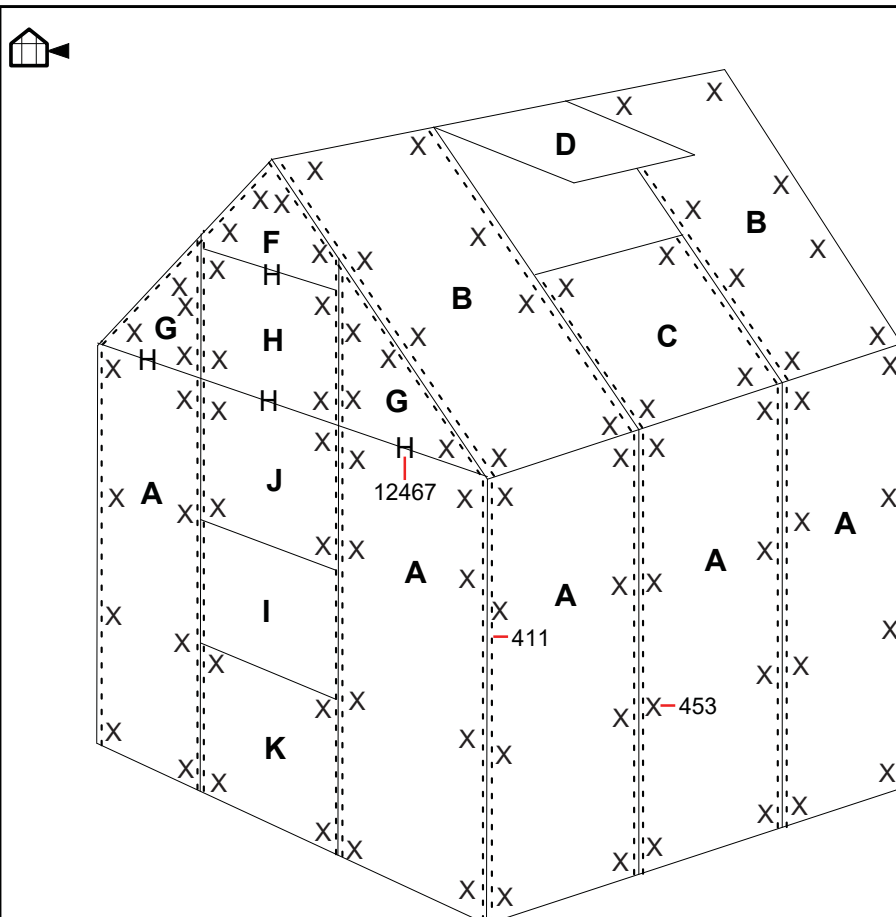 X
X
X D
X
X
X X
X
B
X X
F X
X X
X
X H X
X X
B
X X X
X G X X C X
H
H X X X X X
X X
X H X X G X
X X X
X
X H X X
X X X
J
A 12467
X X X X
X X X A
X X X X
A A
X X X X
I A
X X
X 411 X
X X X X
X X X 453
X
X X
K X X
X X X
X X X
X X X X
X X